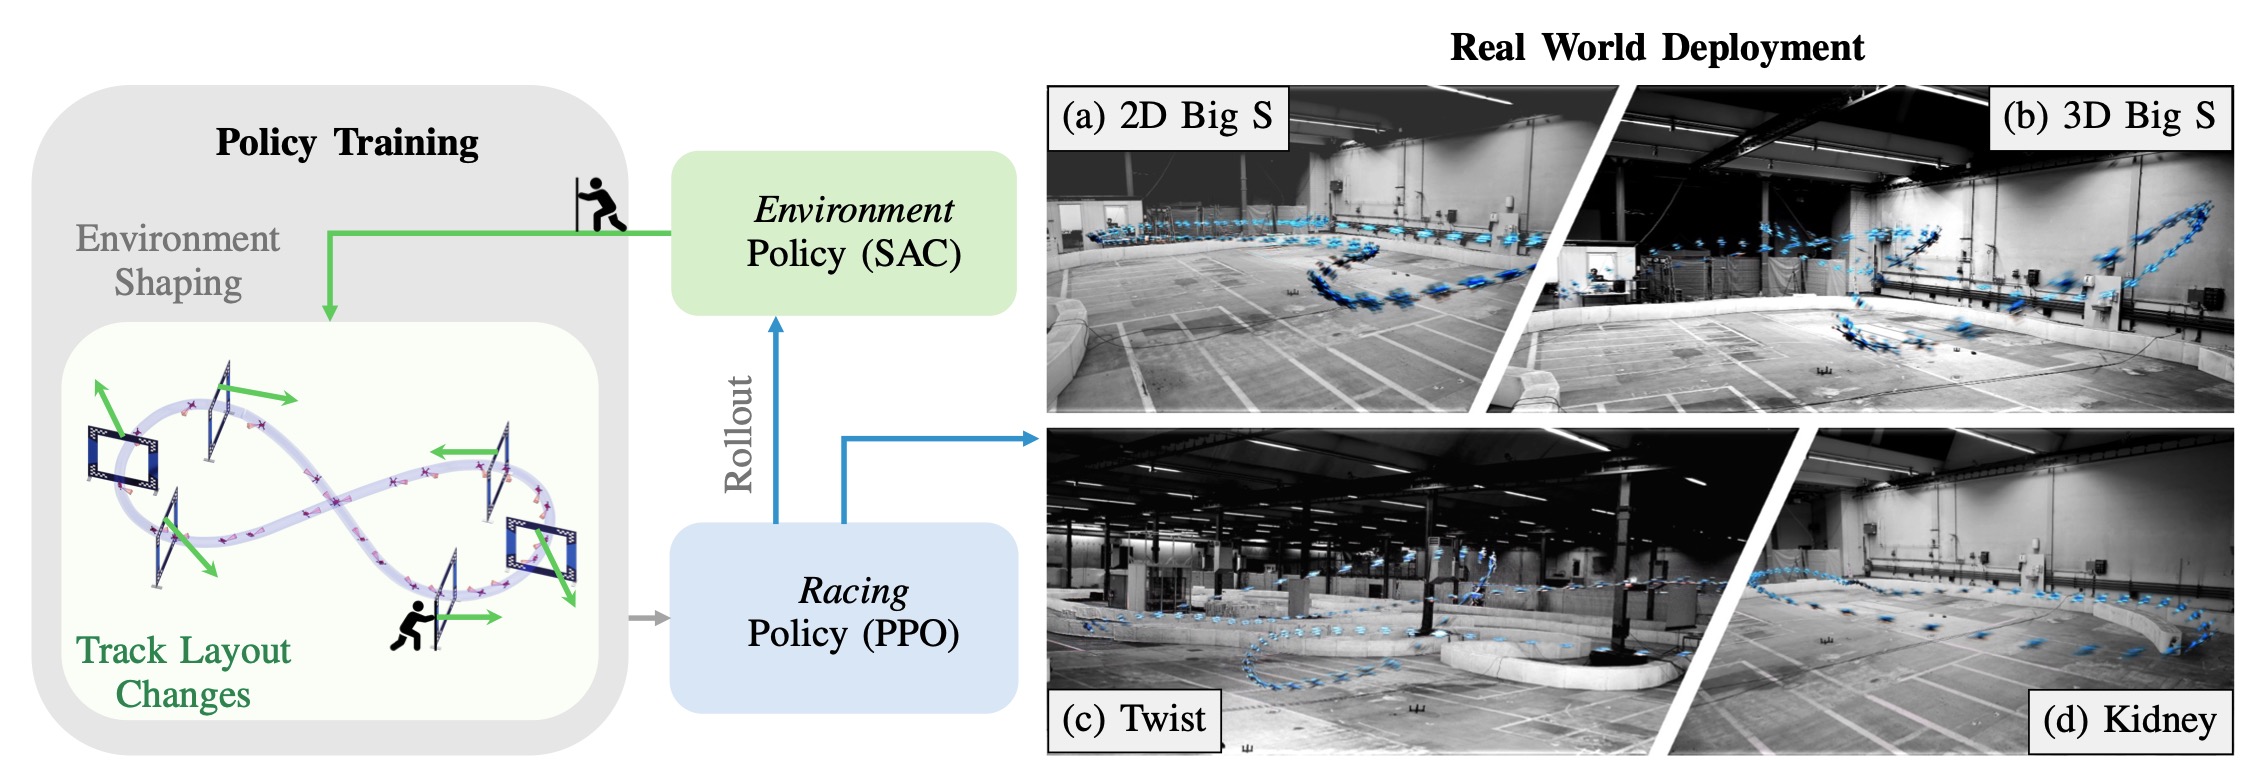 Real World Deployment
Policy Training
Environment
Shaping
Track Layout
Changes
Environment
Policy (SAC)
Rollout
Racing
Policy (PPO)
(a) 2D Big S
(b) 3D Big S
(c) Twist
(d) Kidney